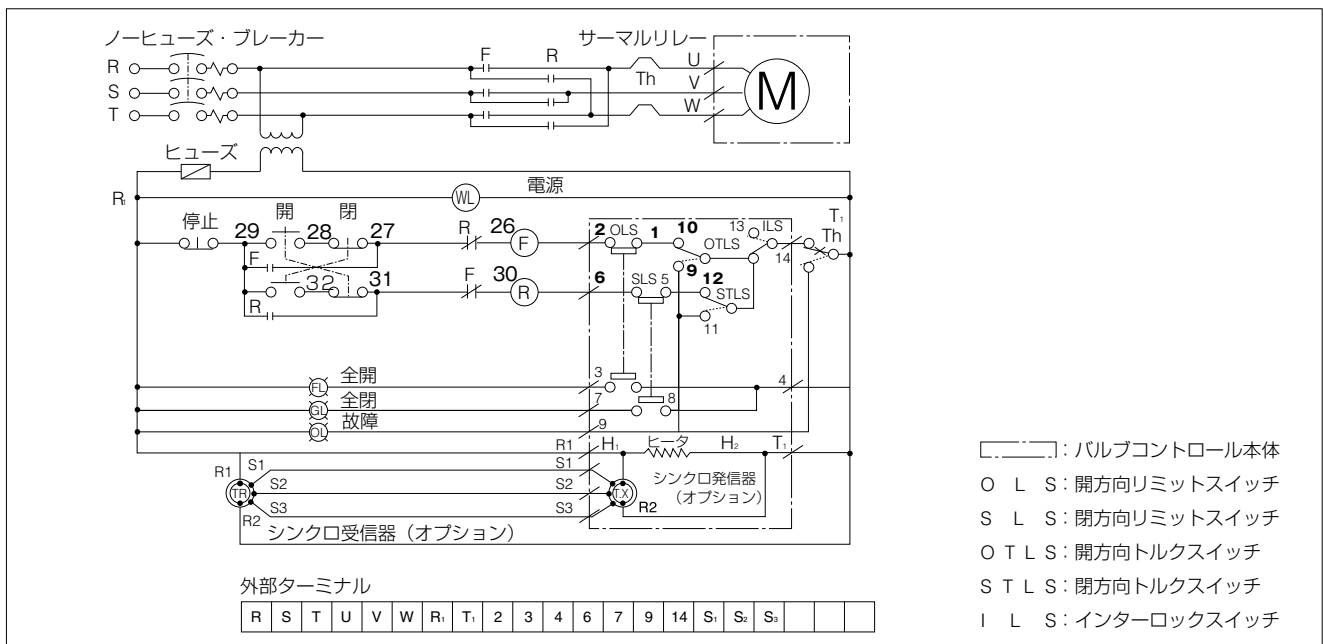 ノーヒューズ・ブレーカー
サーマルリレー
R
S
T
F
R
Th
U
V
W
M
ヒューズ
R₁
WL
電源
停止
29
開
28
閉
27
R
26
F
2
OLS
1
10
OTLS
13
ILS
14
T₁
Th
F
32
31
F
30
R
6
SLS
5
9
12
STLS
11
R
FL
全開
3
4
GL
全閉
7
8
OL
故障
9
R1
H₁
ヒータ
H₂
T₁
R1
S1
S1
TR
S2
S2
TX
シンクロ発信器
(オプション)
R2
S3
S3
R2
シンクロ受信器(オプション)
外部ターミナル
R S T U V W R₁ T₁ 2 3 4 6 7 9 14 S₁ S₂ S₃
:バルブコントロール本体
O L S:開方向リミットスイッチ
S L S:閉方向リミットスイッチ
O T L S:開方向トルクスイッチ
S T L S:閉方向トルクスイッチ
I L S:インターロックスイッチ